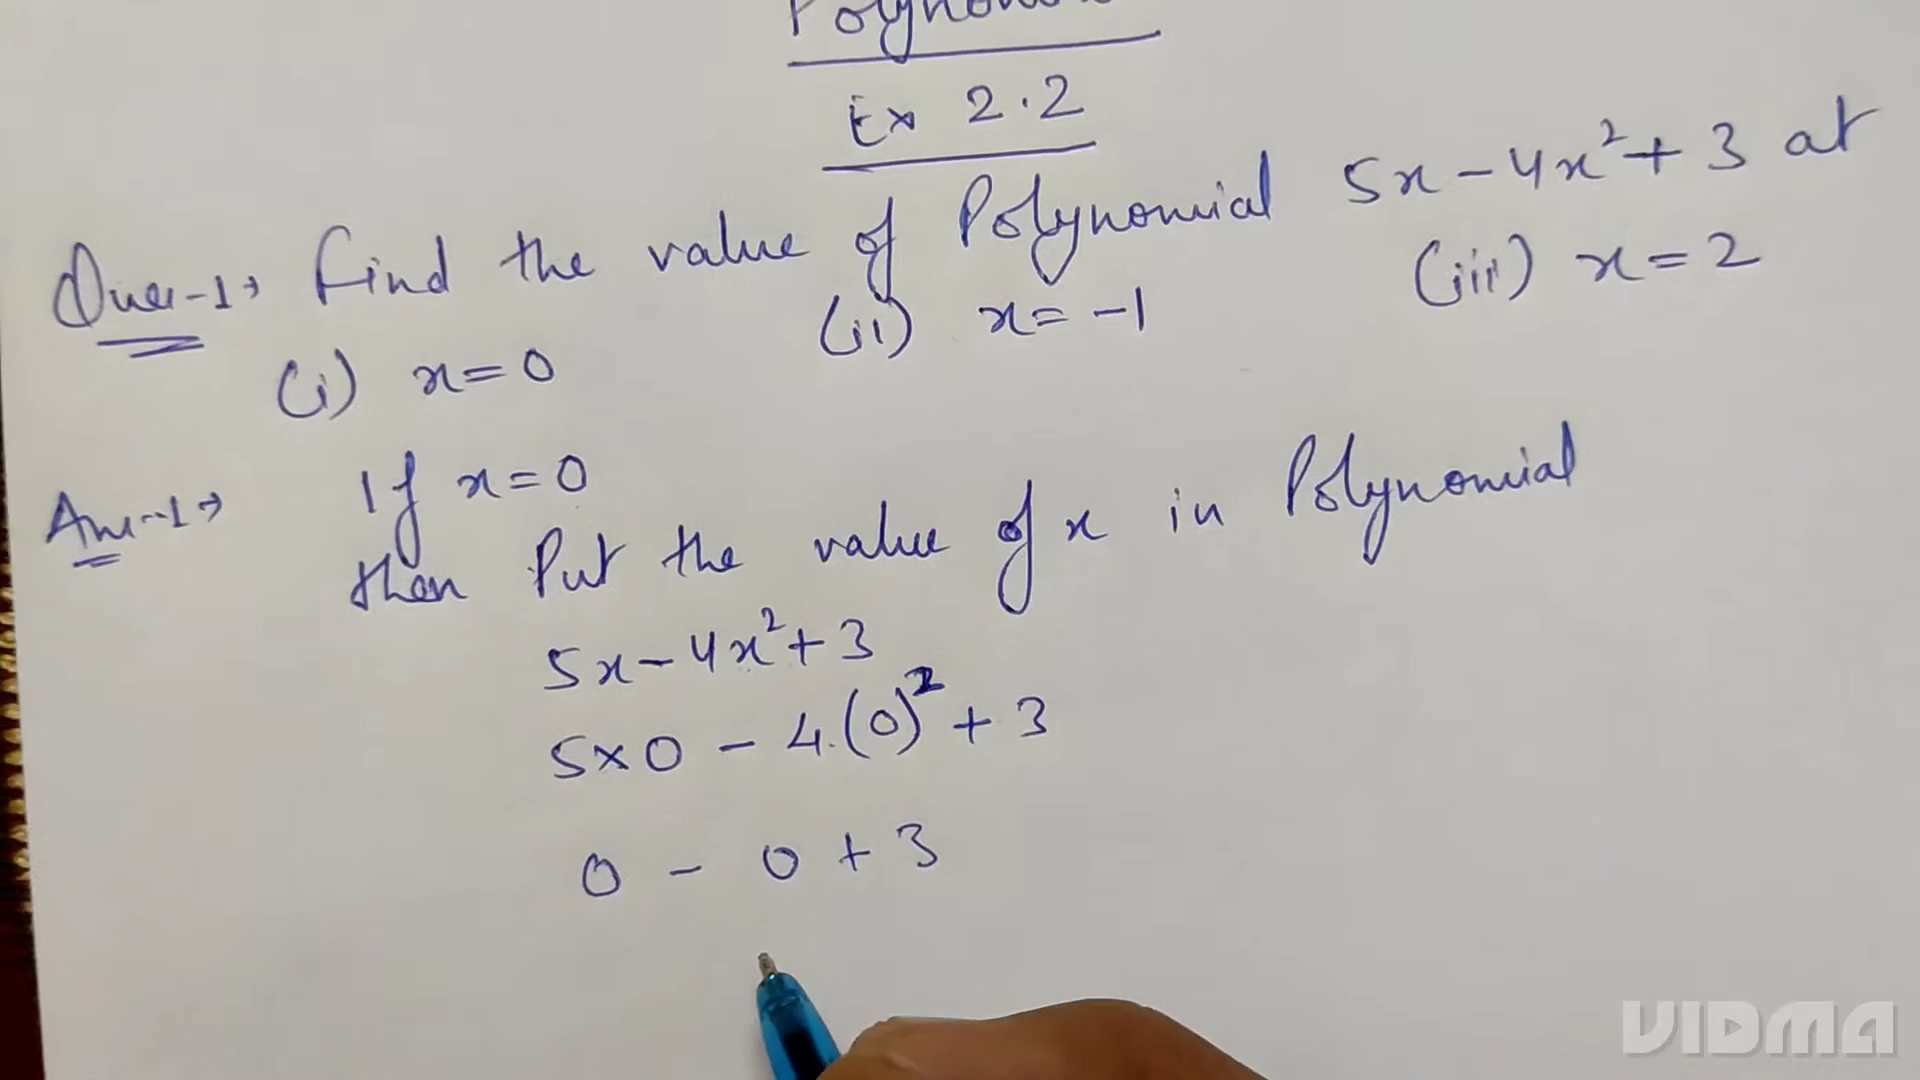 Polynomi
Ex 2.2
Ques-1→ Find the value of Polynomial 5x-4x²+3 at
(i) x=0 (ii) x=-1 (iii) x=2
Ans-1→ If x=0
then Put the value of x in Polynomial
5x-4x²+3
5×0 - 4.(0)² + 3
0 - 0 + 3
VIDMA